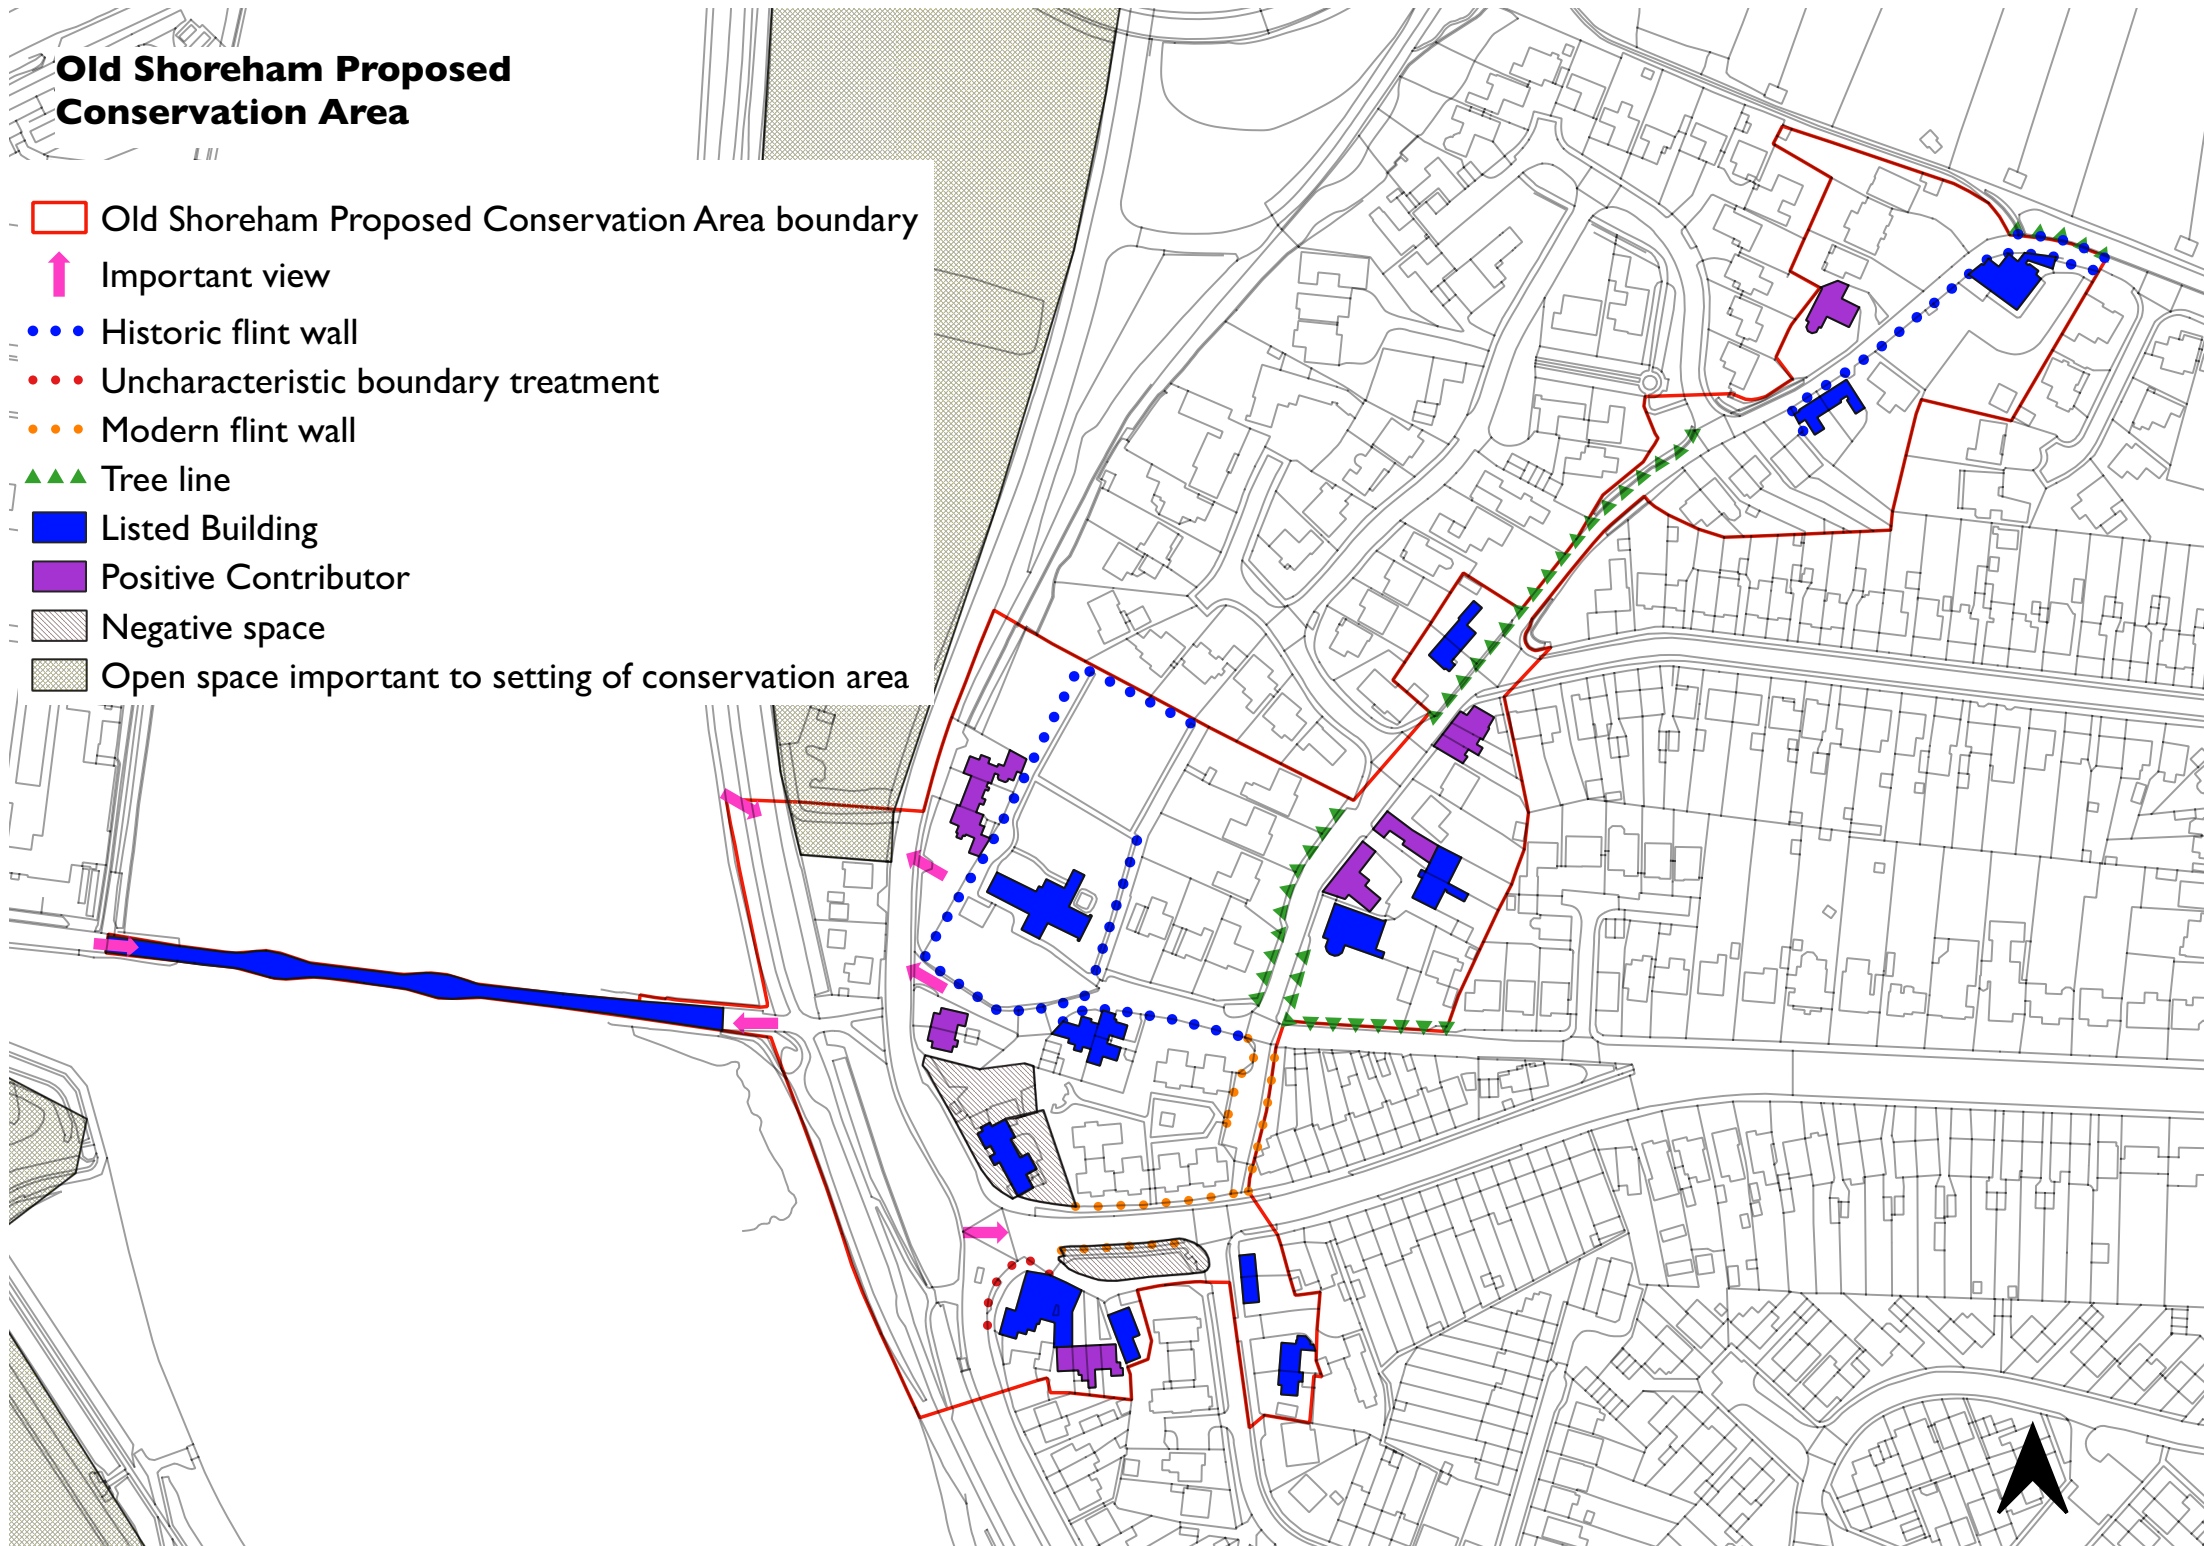 Old Shoreham Proposed
Conservation Area
Old Shoreham Proposed Conservation Area boundary
Important view
Historic flint wall
Uncharacteristic boundary treatment
Modern flint wall
Tree line
Listed Building
Positive Contributor
Negative space
Open space important to setting of conservation area